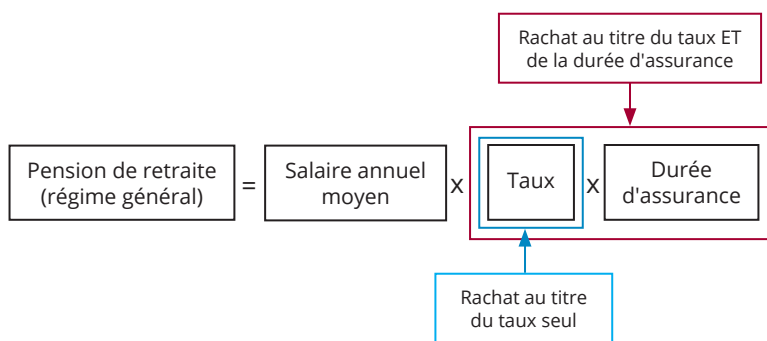 Rachat au titre du taux ET
de la durée d'assurance
Pension de retraite
(régime général)
=
Salaire annuel
moyen
x
Taux
x
Durée
d'assurance
Rachat au titre
du taux seul